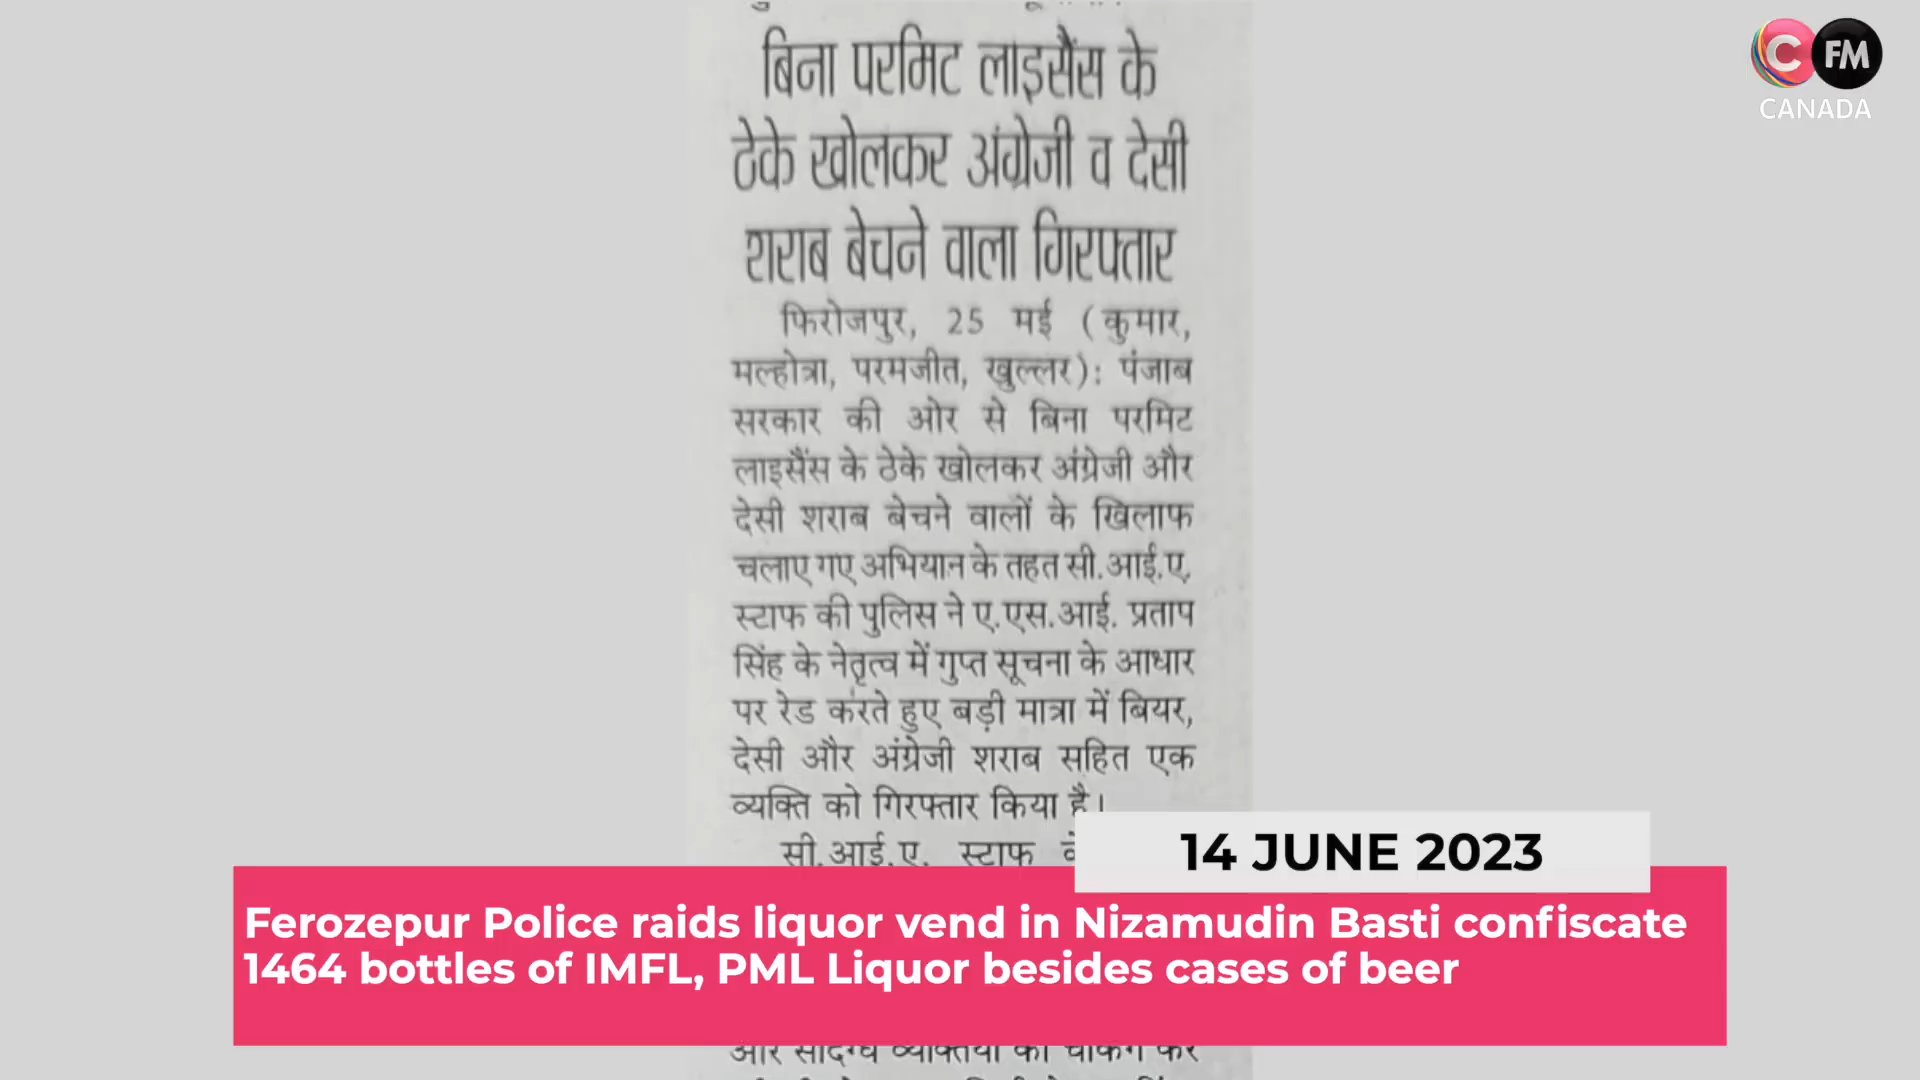 बिना परमिट लाइसैंस के
ठेके खोलकर अंग्रेजी व देसी
शराब बेचने वाला गिरफ्तार
फिरोजपुर, 25 मई (कुमार,
मल्होत्रा, परमजीत, खुल्लर): पंजाब
सरकार की ओर से बिना परमिट
लाइसैंस के ठेके खोलकर अंग्रेजी और
देसी शराब बेचने वालों के खिलाफ
चलाए गए अभियान के तहत सी.आई.ए.
स्टाफ की पुलिस ने ए.एस.आई. प्रताप
सिंह के नेतृत्व में गुप्त सूचना के आधार
पर रेड करते हुए बड़ी मात्रा में बियर,
देसी और अंग्रेजी शराब सहित एक
व्यक्ति को गिरफ्तार किया है।
सी.आई.ए. स्टाफ
C FM
CANADA
14 JUNE 2023
Ferozepur Police raids liquor vend in Nizamudin Basti confiscate
1464 bottles of IMFL, PML Liquor besides cases of beer